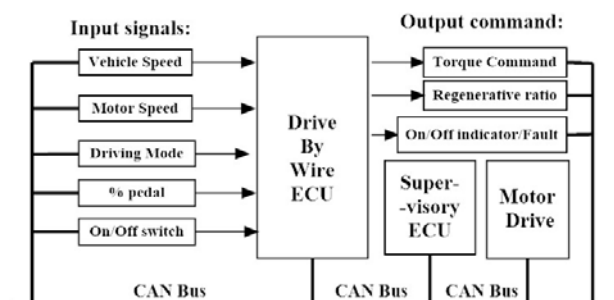 Input signals:
Output command:
Vehicle Speed
Torque Command
Motor Speed
Regenerative ratio
Driving Mode
On/Off indicator/Fault
% pedal
On/Off switch
Drive
By
Wire
ECU
Super-
-visory
ECU
Motor
Drive
CAN Bus
CAN Bus
CAN Bus